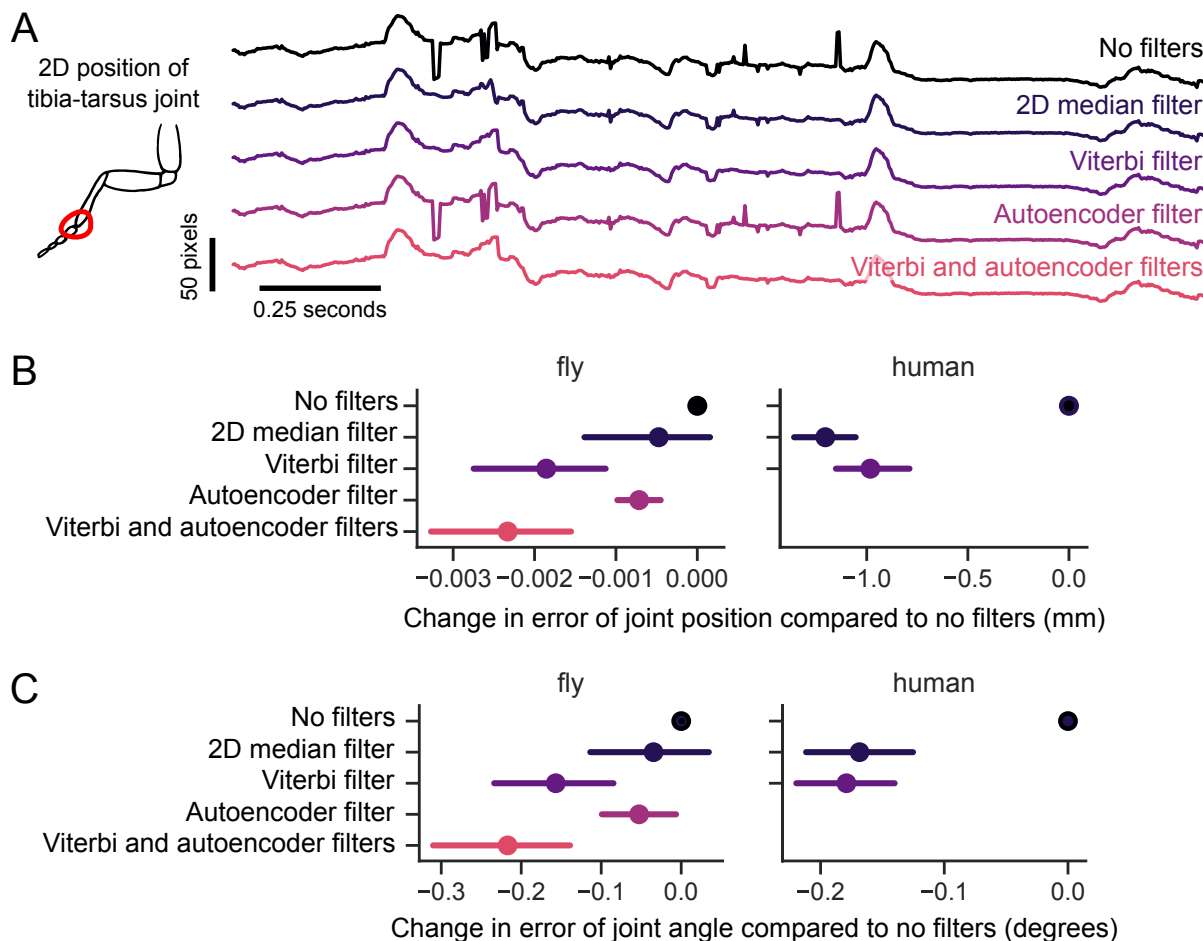 A
2D position of
tibia-tarsus joint
No filters
2D median filter
Viterbi filter
Autoencoder filter
Viterbi and autoencoder filters
50 pixels
0.25 seconds
B
fly
human
No filters
2D median filter
Viterbi filter
Autoencoder filter
Viterbi and autoencoder filters
−0.003 −0.002 −0.001 0.000
−1.0 −0.5 0.0
Change in error of joint position compared to no filters (mm)
C
fly
human
No filters
2D median filter
Viterbi filter
Autoencoder filter
Viterbi and autoencoder filters
−0.3 −0.2 −0.1 0.0
−0.2 −0.1 0.0
Change in error of joint angle compared to no filters (degrees)